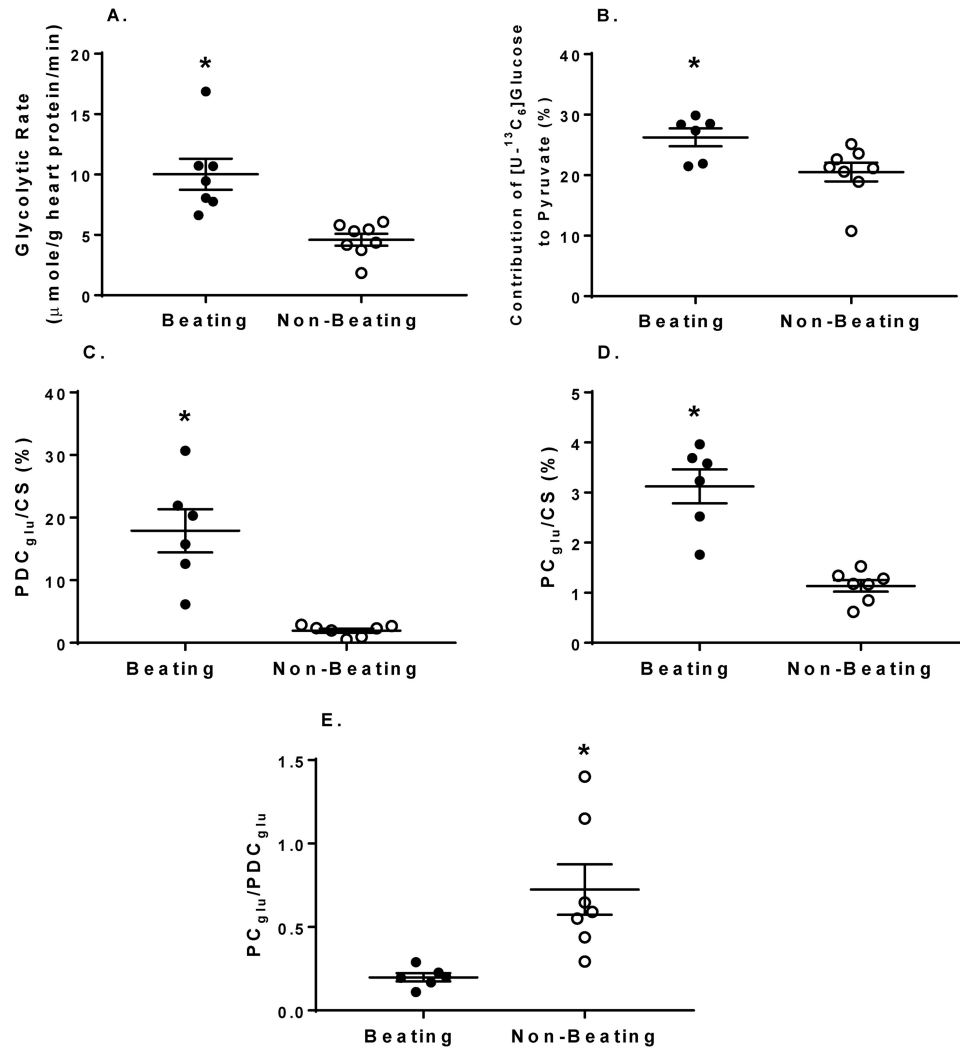 A.
Glycolytic Rate
(μmole/g heart protein/min)
20
15
10
5
0
*
Beating
Non-Beating
B.
Contribution of [U-¹³C₆]Glucose
to Pyruvate (%)
40
30
20
10
0
*
Beating
Non-Beating
C.
PDCglu/CS (%)
40
30
20
10
0
*
Beating
Non-Beating
D.
PCglu/CS (%)
5
4
3
2
1
0
*
Beating
Non-Beating
E.
PCglu/PDCglu
1.5
1.0
0.5
0.0
*
Beating
Non-Beating